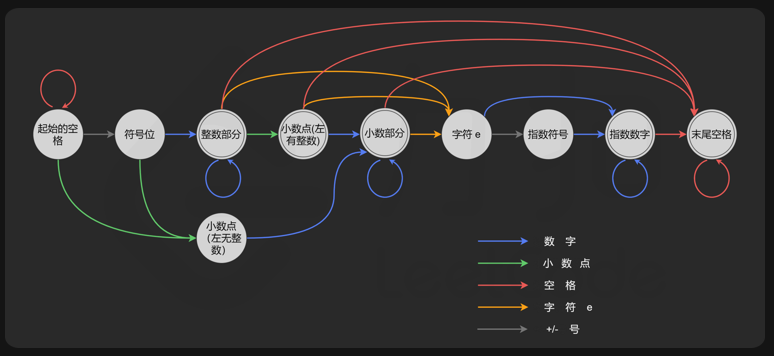 起始的空
格
符号位
整数部分
小数点(左
有整数)
小数部分
字符 e
指数符号
指数数字
末尾空格
小数点
（左无整
数）
数 字
小 数 点
空 格
字 符 e
+/- 号